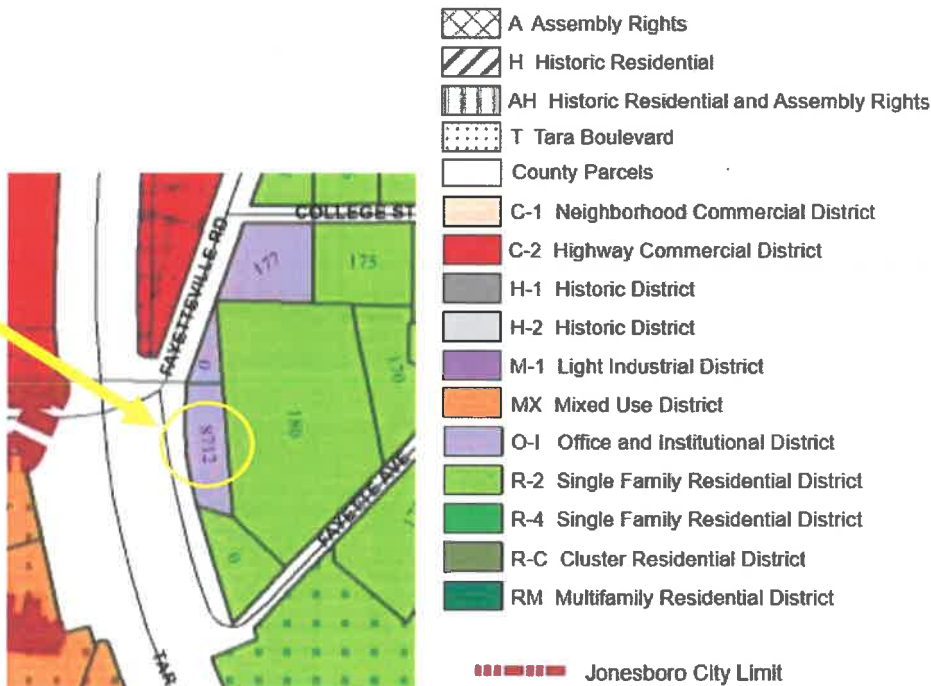 A Assembly Rights
H Historic Residential
AH Historic Residential and Assembly Rights
T Tara Boulevard
County Parcels
C-1 Neighborhood Commercial District
C-2 Highway Commercial District
H-1 Historic District
H-2 Historic District
M-1 Light Industrial District
MX Mixed Use District
O-I Office and Institutional District
R-2 Single Family Residential District
R-4 Single Family Residential District
R-C Cluster Residential District
RM Multifamily Residential District
Jonesboro City Limit
COLLEGE ST
FAYETTEVILLE RD
177
175
0
170
180
8712
FAYETTE AVE
0
TAR